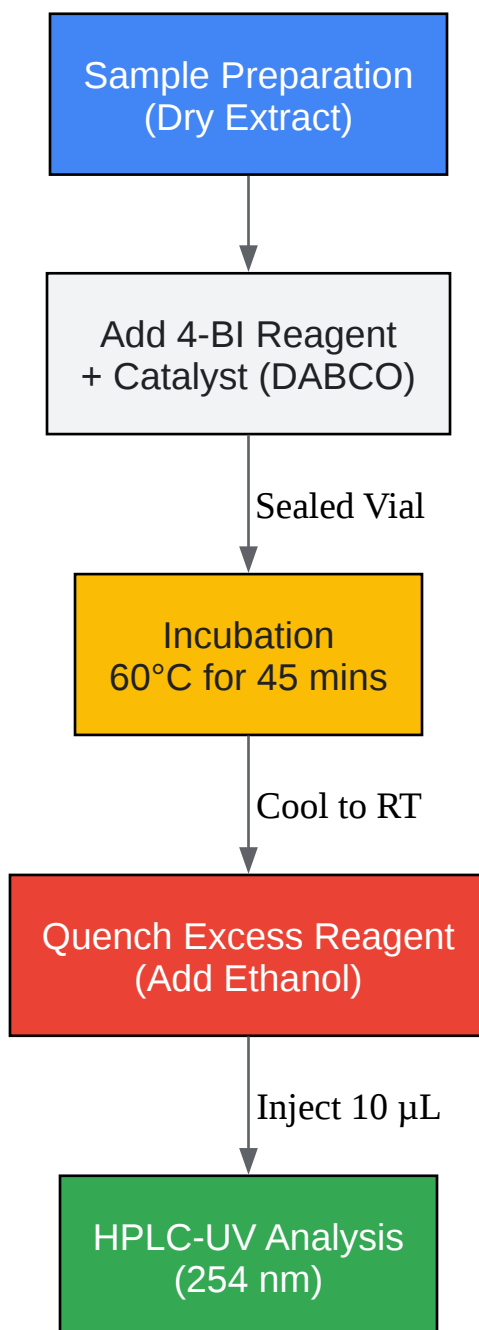 Sample Preparation
(Dry Extract)
Add 4-BI Reagent
+ Catalyst (DABCO)
Sealed Vial
Incubation
60°C for 45 mins
Cool to RT
Quench Excess Reagent
(Add Ethanol)
Inject 10 µL
HPLC-UV Analysis
(254 nm)